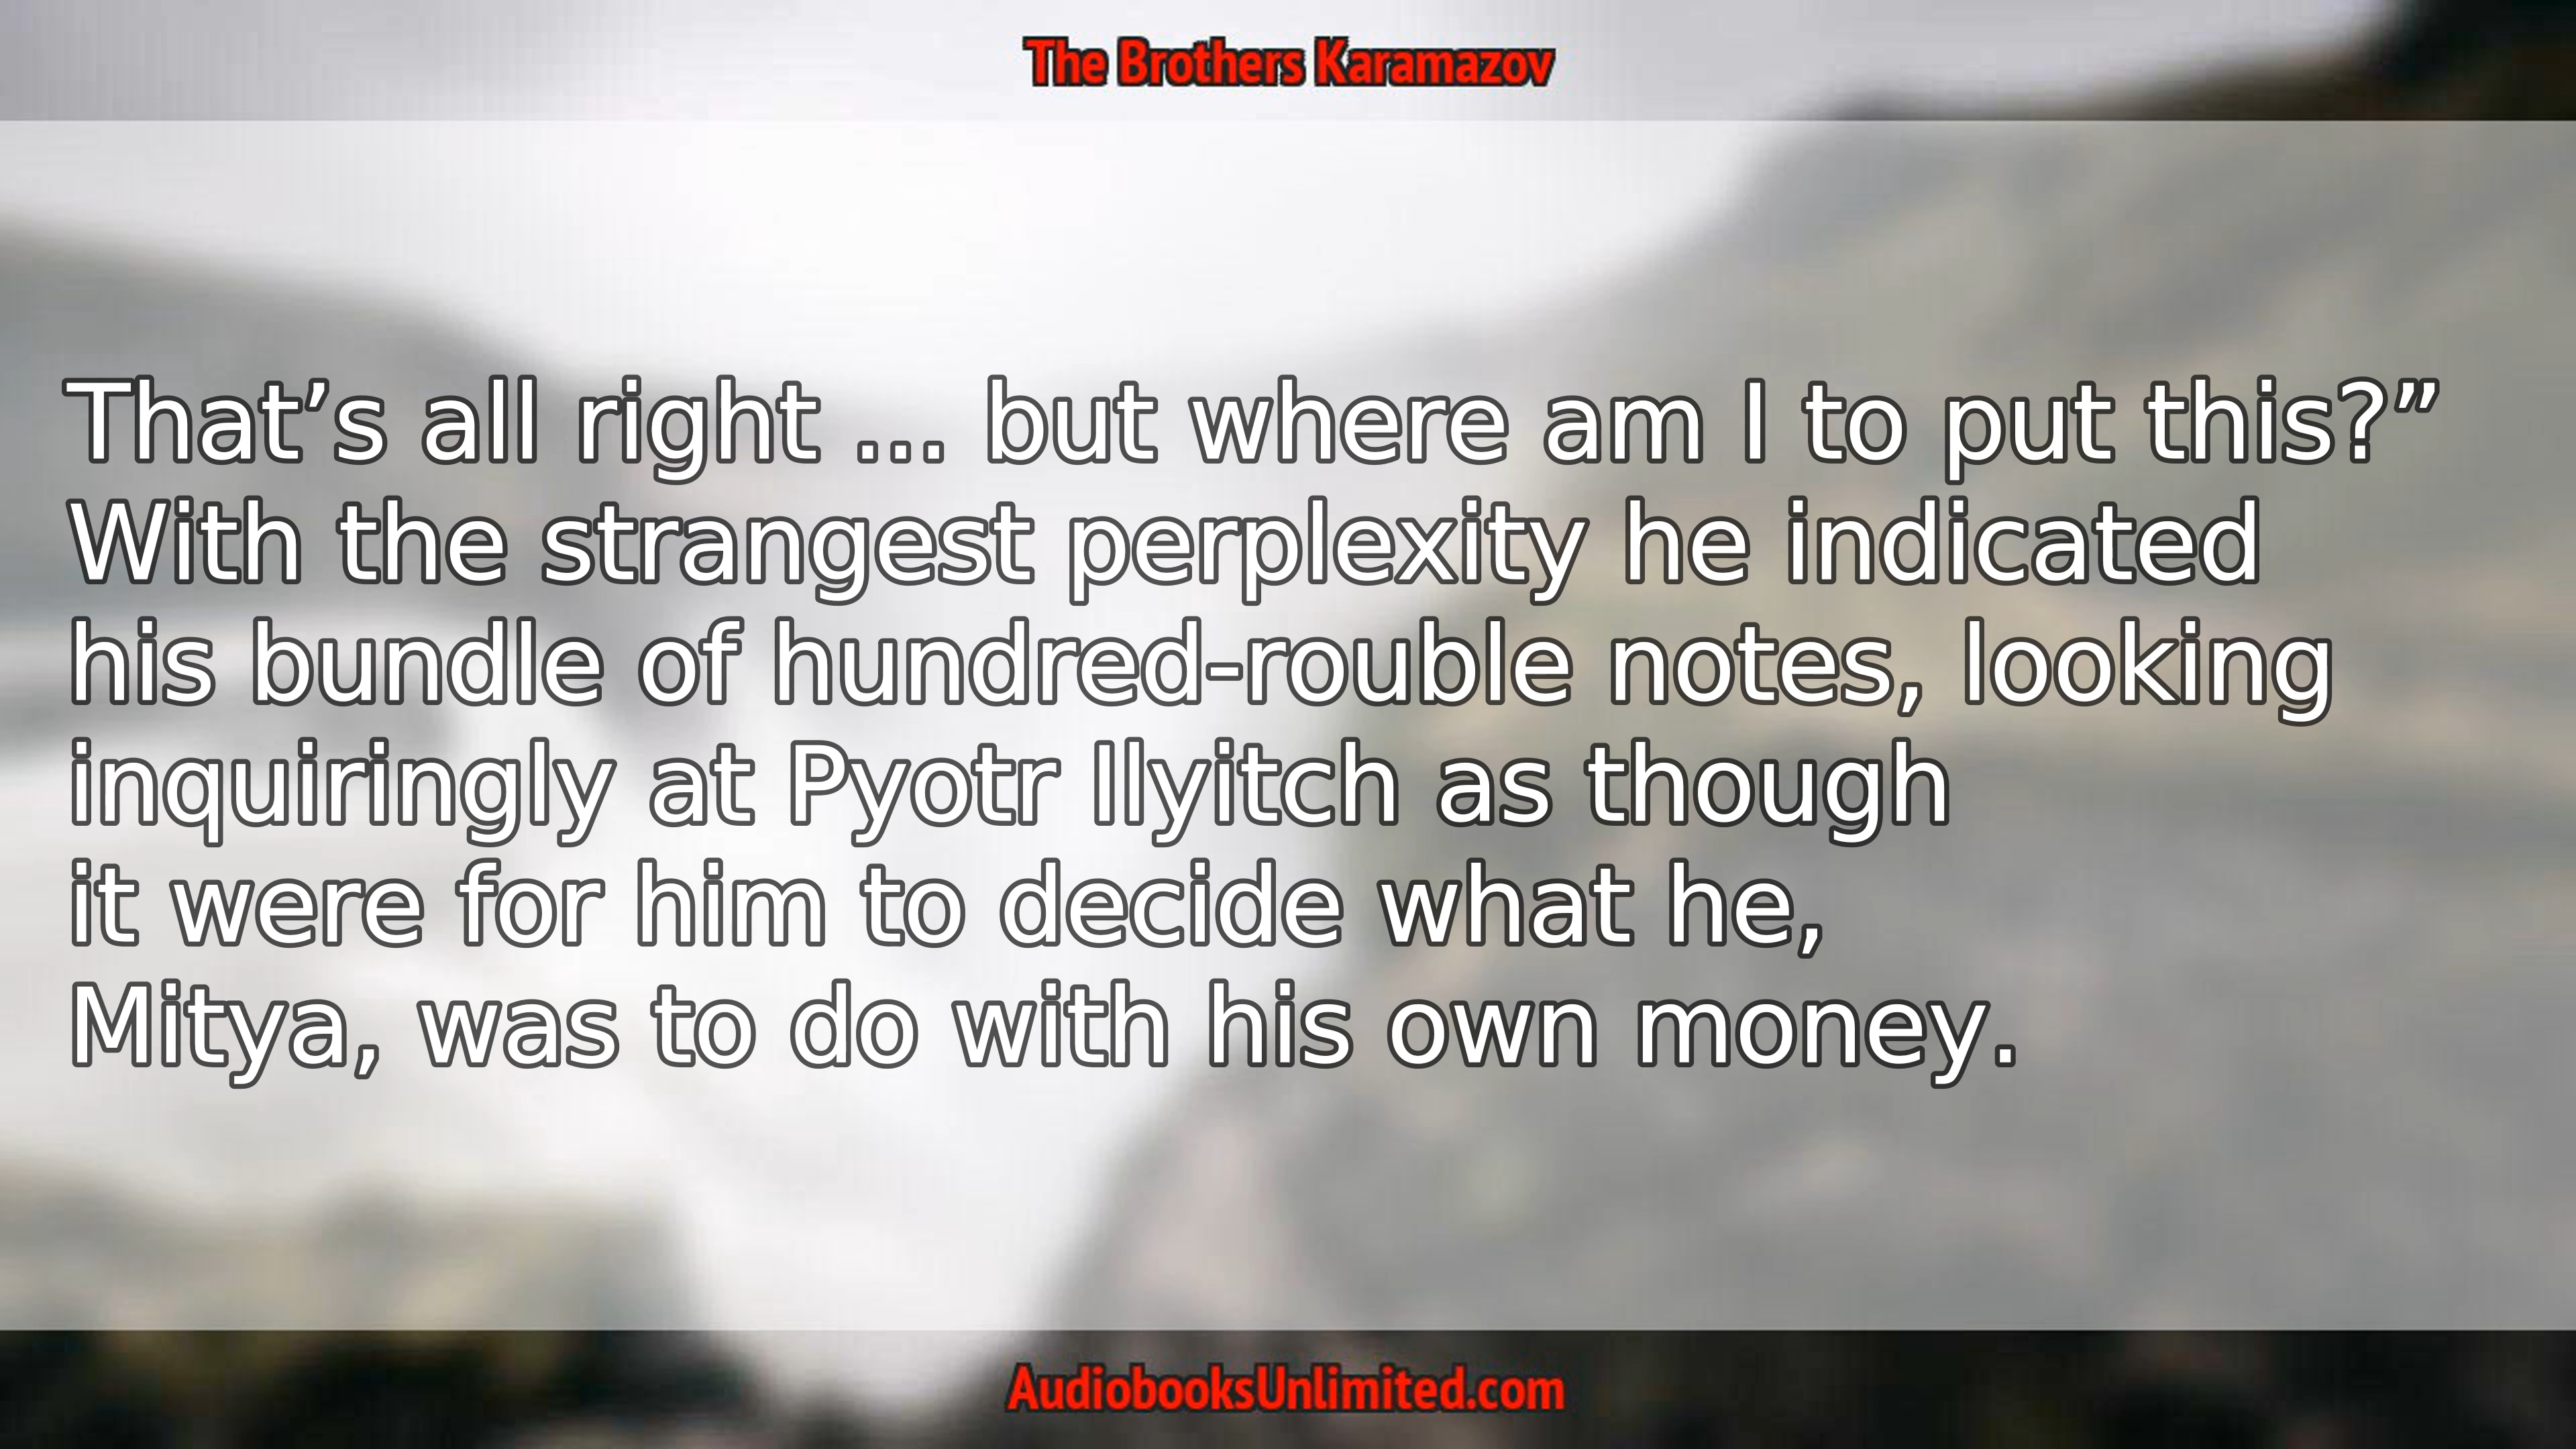 The Brothers Karamazov
That’s all right ... but where am I to put this?”
With the strangest perplexity he indicated
his bundle of hundred-rouble notes, looking
inquiringly at Pyotr Ilyitch as though
it were for him to decide what he,
Mitya, was to do with his own money.
AudiobooksUnlimited.com